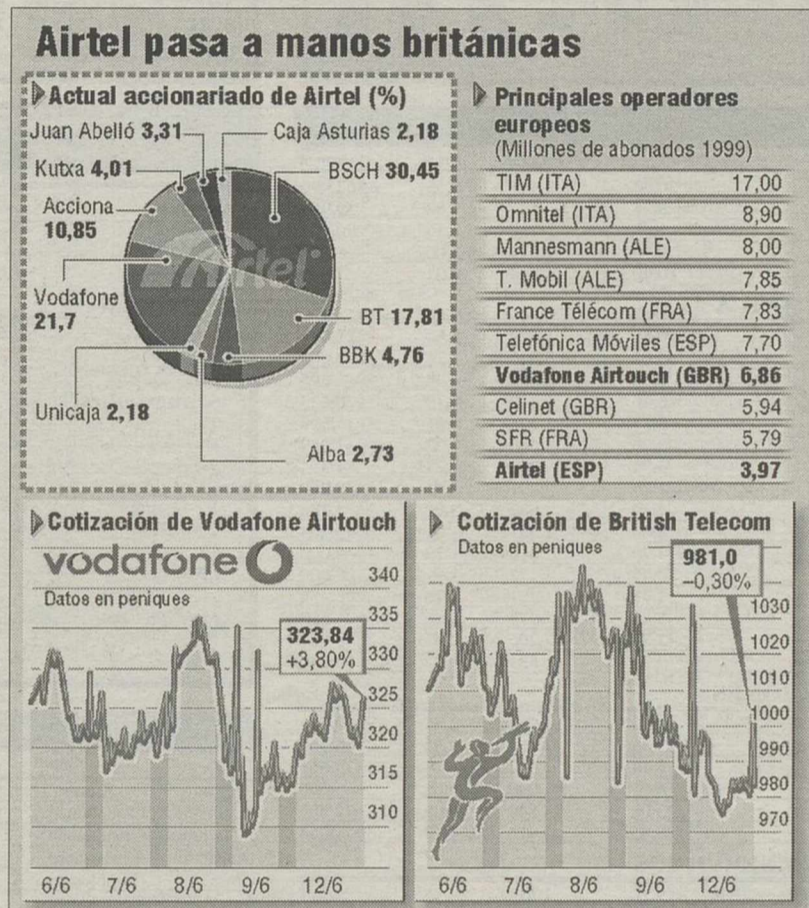 Airtel pasa a manos británicas
Actual accionariado de Airtel (%)
Juan Abelló 3,31
Caja Asturias 2,18
Kutxa 4,01
BSCH 30,45
Acciona
10,85
Airtel
Vodafone
21,7
BT 17,81
BBK 4,76
Unicaja 2,18
Alba 2,73
Principales operadores
europeos
(Millones de abonados 1999)
TIM (ITA) 17,00
Omnitel (ITA) 8,90
Mannesmann (ALE) 8,00
T. Mobil (ALE) 7,85
France Télécom (FRA) 7,83
Telefónica Móviles (ESP) 7,70
Vodafone Airtouch (GBR) 6,86
Celinet (GBR) 5,94
SFR (FRA) 5,79
Airtel (ESP) 3,97
Cotización de Vodafone Airtouch
vodafone
Datos en peniques
323,84
+3,80%
340
335
330
325
320
315
310
6/6 7/6 8/6 9/6 12/6
Cotización de British Telecom
Datos en peniques
981,0
–0,30%
1030
1020
1010
1000
990
980
970
6/6 7/6 8/6 9/6 12/6